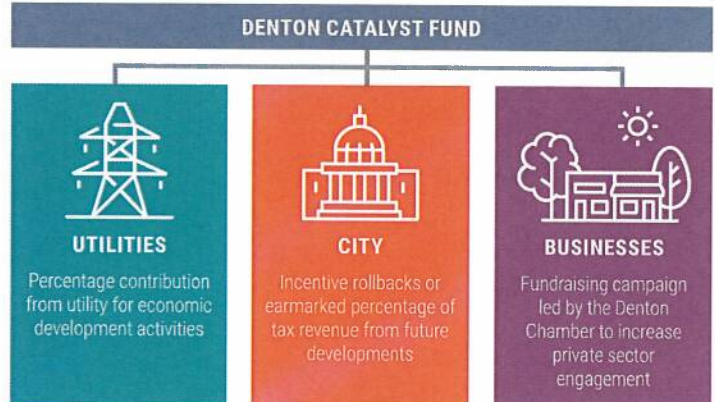 DENTON CATALYST FUND
UTILITIES
Percentage contribution
from utility for economic
development activities
CITY
Incentive rollbacks or
earmarked percentage of
tax revenue from future
developments
BUSINESSES
Fundraising campaign
led by the Denton
Chamber to increase
private sector
engagement